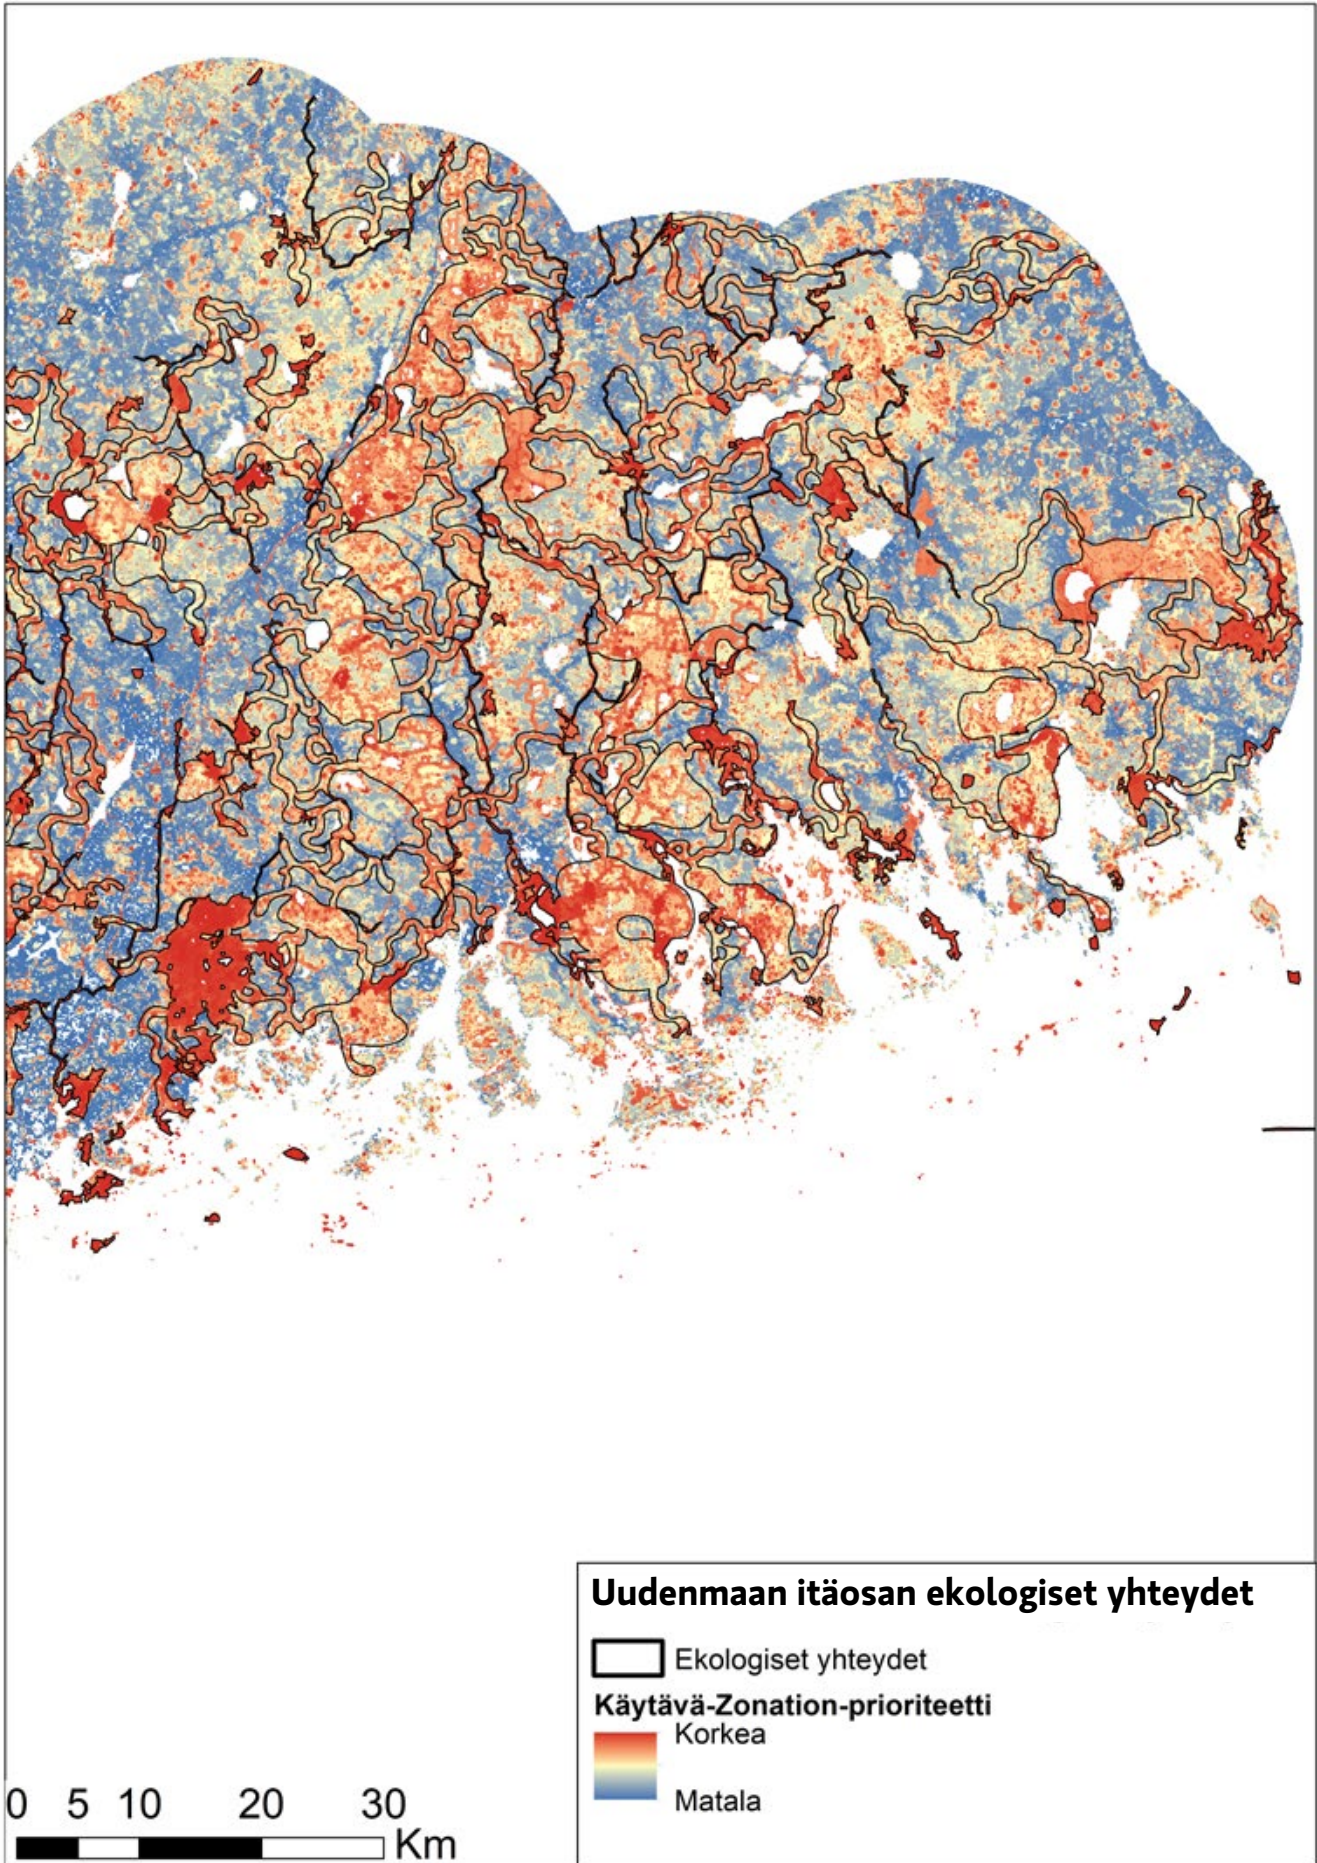 Uudenmaan itäosan ekologiset yhteydet
Ekologiset yhteydet
Käytävä-Zonation-prioriteetti
Korkea
Matala
0 5 10 20 30
Km